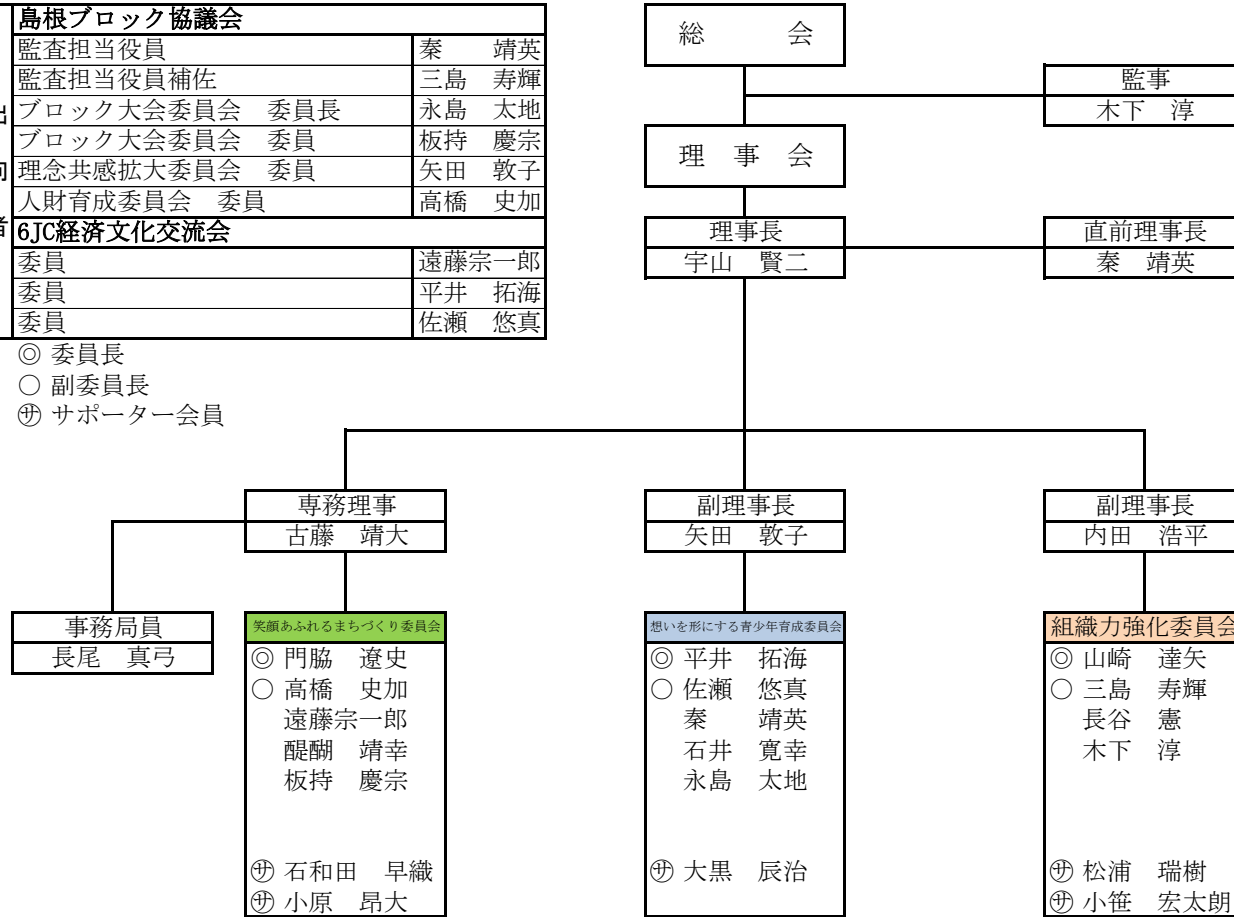 出
向
者
島根ブロック協議会
監査担当役員 秦 靖英
監査担当役員補佐 三島 寿輝
ブロック大会委員会 委員長 永島 太地
ブロック大会委員会 委員 板持 慶宗
理念共感拡大委員会 委員 矢田 敦子
人財育成委員会 委員 高橋 史加
6JC経済文化交流会
委員 遠藤宗一郎
委員 平井 拓海
委員 佐瀬 悠真
◎ 委員長
○ 副委員長
㋚ サポーター会員
総 会
監事
木下 淳
理 事 会
理事長
宇山 賢二
直前理事長
秦 靖英
専務理事
古藤 靖大
副理事長
矢田 敦子
副理事長
内田 浩平
事務局員
長尾 真弓
笑顔あふれるまちづくり委員会
◎ 門脇 遼史
○ 高橋 史加
遠藤宗一郎
醍醐 靖幸
板持 慶宗
㋚ 石和田 早織
㋚ 小原 昂大
想いを形にする青少年育成委員会
◎ 平井 拓海
○ 佐瀬 悠真
秦 靖英
石井 寛幸
永島 太地
㋚ 大黒 辰治
組織力強化委員会
◎ 山崎 達矢
○ 三島 寿輝
長谷 憲
木下 淳
㋚ 松浦 瑞樹
㋚ 小笹 宏太朗